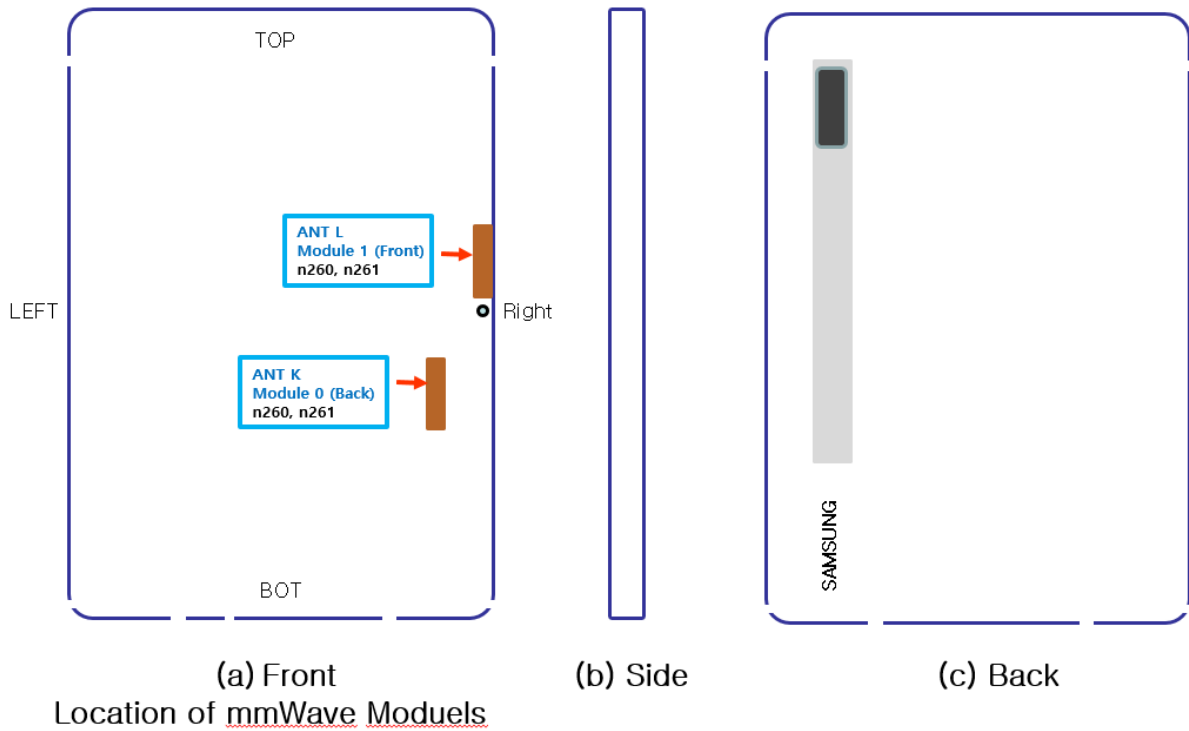 TOP
ANT L
Module 1 (Front)
n260, n261
LEFT
Right
ANT K
Module 0 (Back)
n260, n261
BOT
SAMSUNG
(a) Front
(b) Side
(c) Back
Location of mmWave Moduels